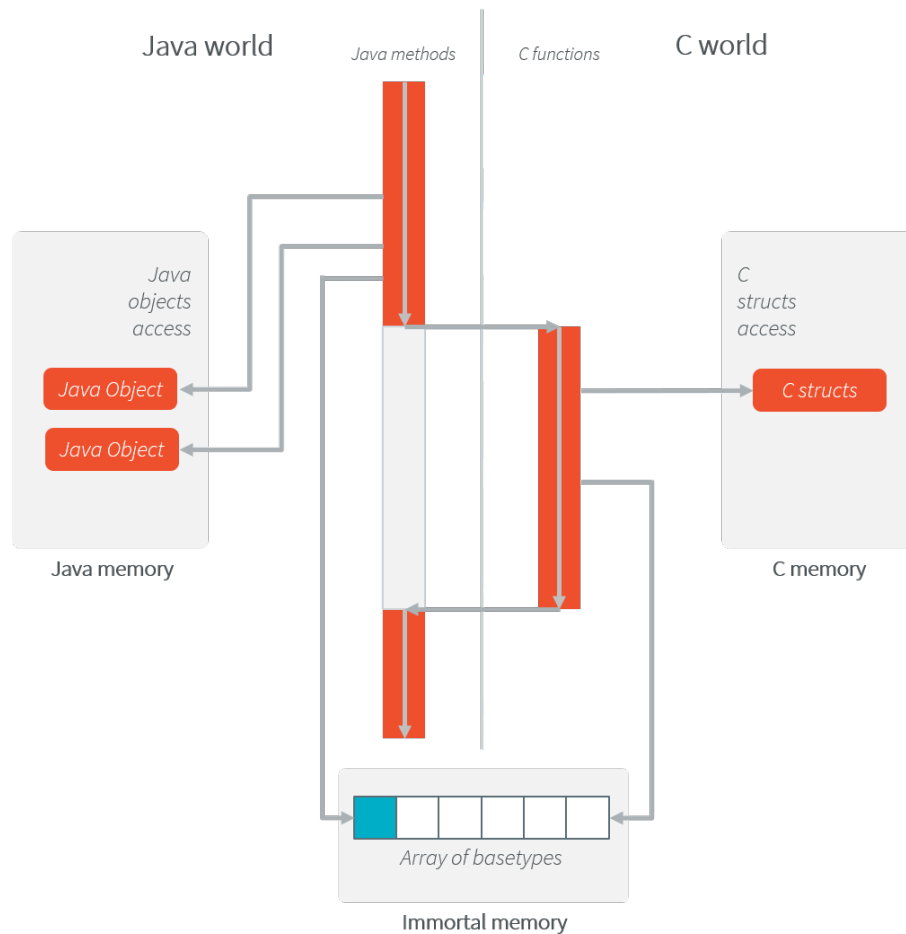 Java world
Java methods
C functions
C world
Java
objects
access
C
structs
access
Java Object
C structs
Java Object
Java memory
C memory
Array of basetypes
Immortal memory